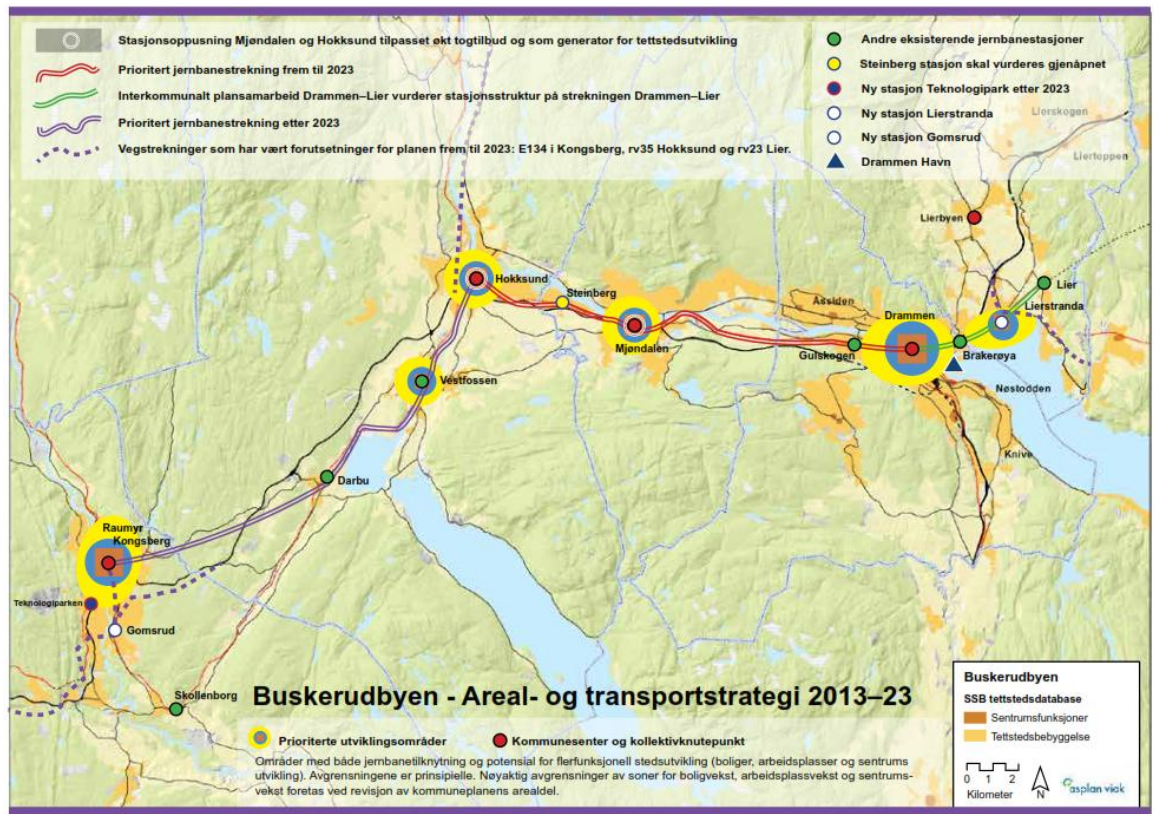 Stasjonsoppusning Mjøndalen og Hokksund tilpasset økt togtilbud og som generator for tettstedsutvikling
Prioritert jernbanestrekning frem til 2023
Interkommunalt plansamarbeid Drammen–Lier vurderer stasjonsstruktur på strekningen Drammen–Lier
Prioritert jernbanestrekning etter 2023
Vegstrekninger som har vært forutsetninger for planen frem til 2023: E134 i Kongsberg, rv35 Hokksund og rv23 Lier.
Andre eksisterende jernbanestasjoner
Steinberg stasjon skal vurderes gjenåpnet
Ny stasjon Teknologipark etter 2023
Ny stasjon Lierstranda
Ny stasjon Gomsrud
Drammen Havn
Lierskogen
Liertoppen
Lierbyen
Hokksund
Steinberg
Lier
Lierstranda
Åssiden
Drammen
Mjøndalen
Gulskogen
Brakerøya
Vestfossen
Nøstodden
Knive
Darbu
Raumyr
Kongsberg
Teknologiparken
Gomsrud
Skollenborg
Buskerudbyen - Areal- og transportstrategi 2013–23
Prioriterte utviklingsområder
Kommunesenter og kollektivknutepunkt
Områder med både jernbanetilknytning og potensial for flerfunksjonell stedsutvikling (boliger, arbeidsplasser og sentrums
utvikling). Avgrensningene er prinsipielle. Nøyaktig avgrensninger av soner for boligvekst, arbeidsplassvekst og sentrums-
vekst foretas ved revisjon av kommuneplanens arealdel.
Buskerudbyen
SSB tettstedsdatabase
Sentrumsfunksjoner
Tettstedsbebyggelse
0 1 2
Kilometer
N
asplan viak